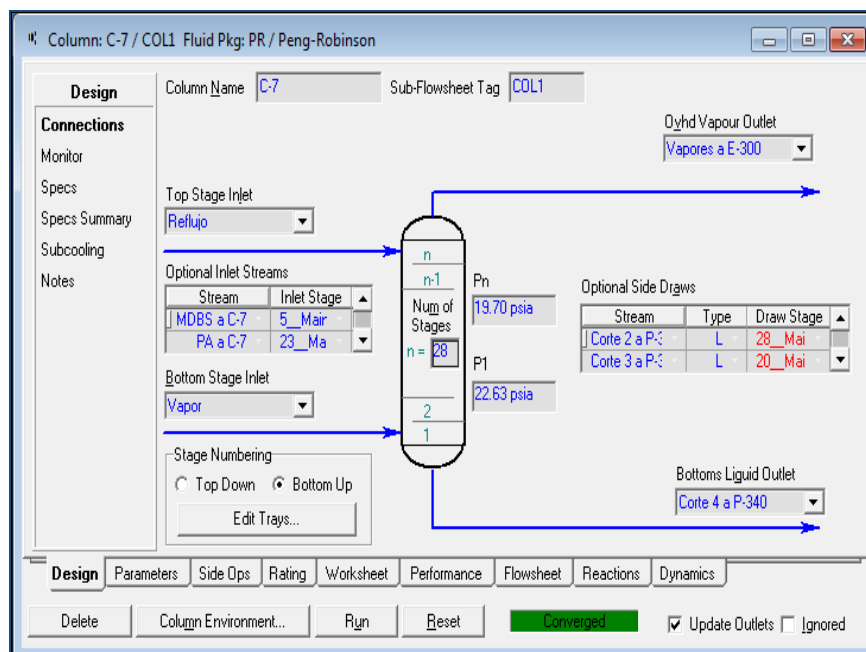 Column: C-7 / COL1 Fluid Pkg: PR / Peng-Robinson
Design
Connections
Monitor
Specs
Specs Summary
Subcooling
Notes
Column Name C-7 Sub-Flowsheet Tag COL1
Ovhd Vapour Outlet
Vapores a E-300
Top Stage Inlet
Reflujo
Optional Inlet Streams
Stream Inlet Stage
MDBS a C-7 5__Mair
PA a C-7 23__Ma
Bottom Stage Inlet
Vapor
Stage Numbering
Top Down Bottom Up
Edit Trays...
n
n-1
Num of
Stages
n = 28
2
1
Pn
19.70 psia
P1
22.63 psia
Optional Side Draws
Stream Type Draw Stage
Corte 2 a P-3 L 28__Mai
Corte 3 a P-3 L 20__Mai
Bottoms Liquid Outlet
Corte 4 a P-340
Design Parameters Side Ops Rating Worksheet Performance Flowsheet Reactions Dynamics
Delete Column Environment... Run Reset Converged Update Outlets Ignored